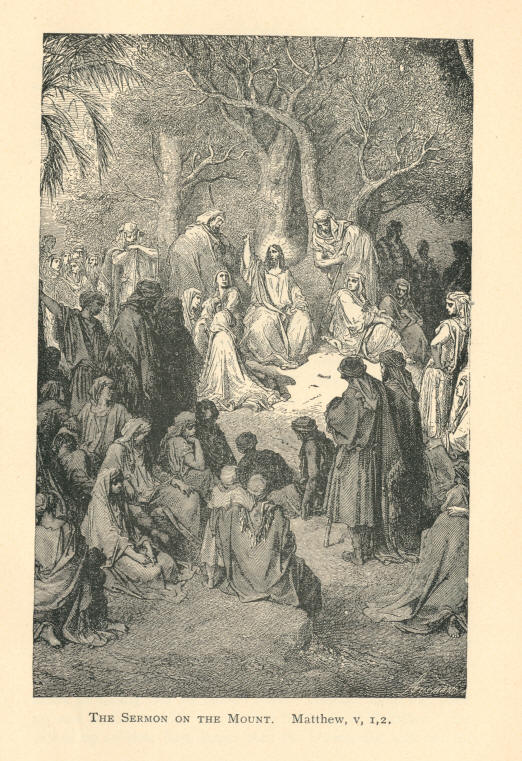 The Sermon on the Mount. Matthew, v, 1,2.